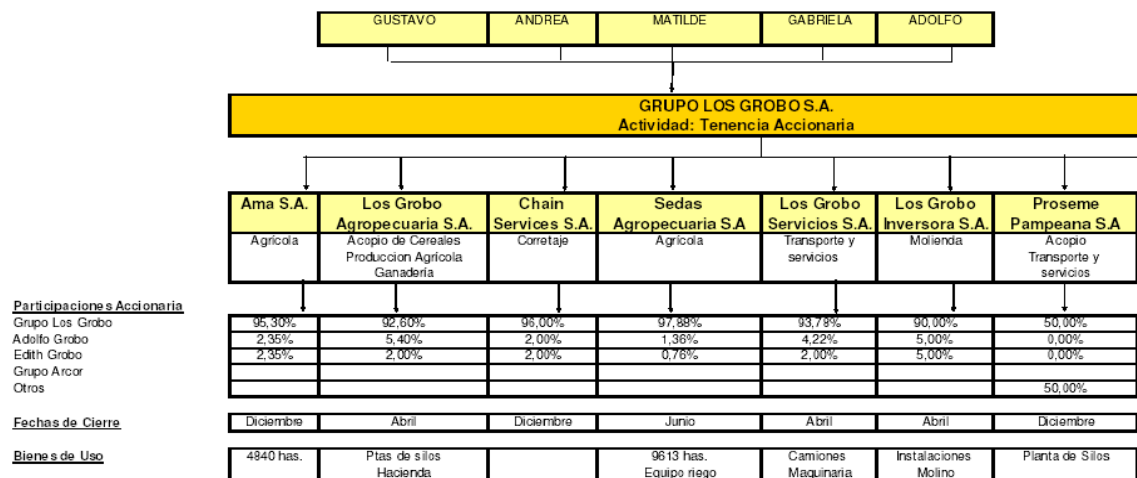 GUSTAVO ANDREA MATILDE GABRIELA ADOLFO
GRUPO LOS GROBO S.A.
Actividad: Tenencia Accionaria
Ama S.A. Los Grobo Chain Sedas Los Grobo Los Grobo Proseme
Agropecuaria S.A. Services S.A. Agropecuaria S.A Servicios S.A. Inversora S.A. Pampeana S.A
Agrícola Acopio de Cereales Corretaje Agrícola Transporte y Molienda Acopio
Produccion Agrícola servicios Transporte y
Ganadería servicios
Participaciones Accionaria
Grupo Los Grobo 95,30% 92,60% 96,00% 97,88% 93,78% 90,00% 50,00%
Adolfo Grobo 2,35% 5,40% 2,00% 1,36% 4,22% 5,00% 0,00%
Edith Grobo 2,35% 2,00% 2,00% 0,76% 2,00% 5,00% 0,00%
Grupo Arcor
Otros 50,00%
Fechas de Cierre Diciembre Abril Diciembre Junio Abril Abril Diciembre
Bienes de Uso 4840 has. Ptas de silos 9613 has. Camiones Instalaciones Planta de Silos
Hacienda Equipo riego Maquinaria Molino